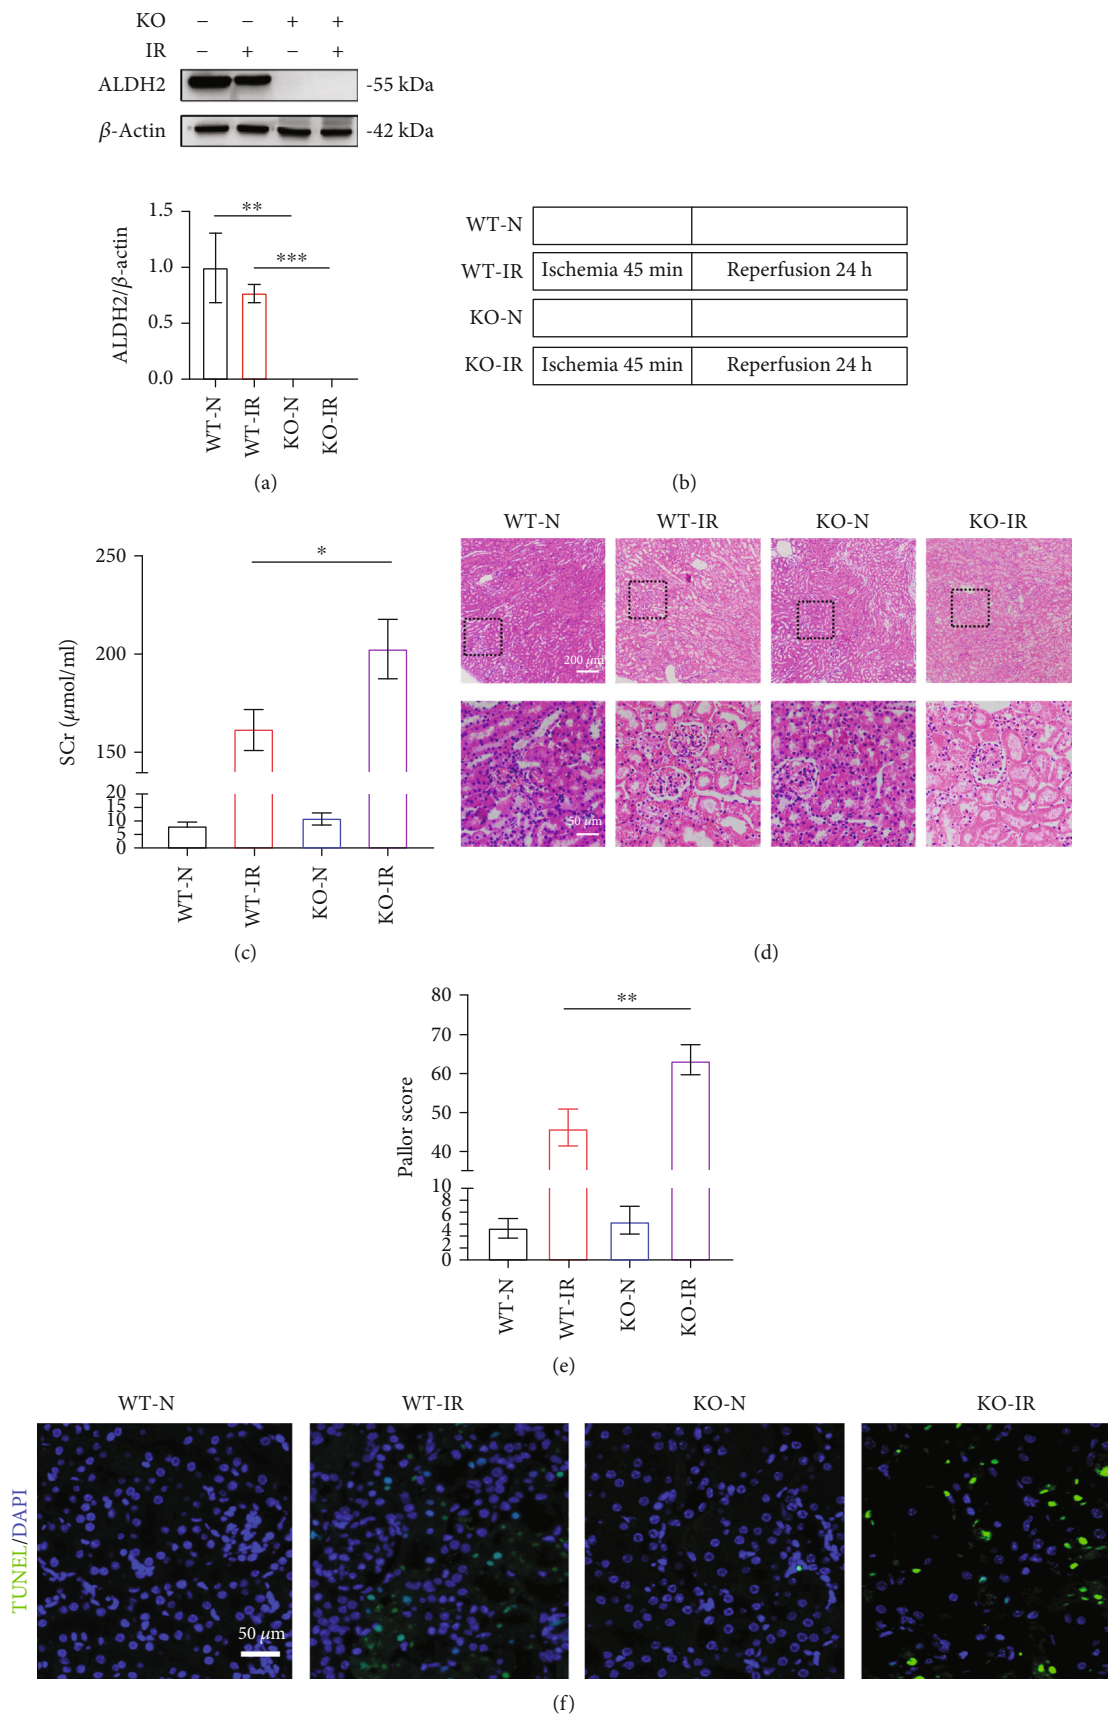 KO − − + +
IR − + − +
ALDH2 -55 kDa
β-Actin -42 kDa
ALDH2/β-actin
1.5
1.0
0.5
0.0
**
***
WT-N
WT-IR
KO-N
KO-IR
(a)
WT-N
WT-IR Ischemia 45 min Reperfusion 24 h
KO-N
KO-IR Ischemia 45 min Reperfusion 24 h
(b)
SCr (μmol/ml)
250
200
150
20
15
10
5
0
*
WT-N
WT-IR
KO-N
KO-IR
(c)
WT-N WT-IR KO-N KO-IR
200 μm
50 μm
(d)
Pallor score
80
70
60
50
40
10
8
6
4
2
0
**
WT-N
WT-IR
KO-N
KO-IR
(e)
WT-N WT-IR KO-N KO-IR
TUNEL/DAPI
50 μm
(f)